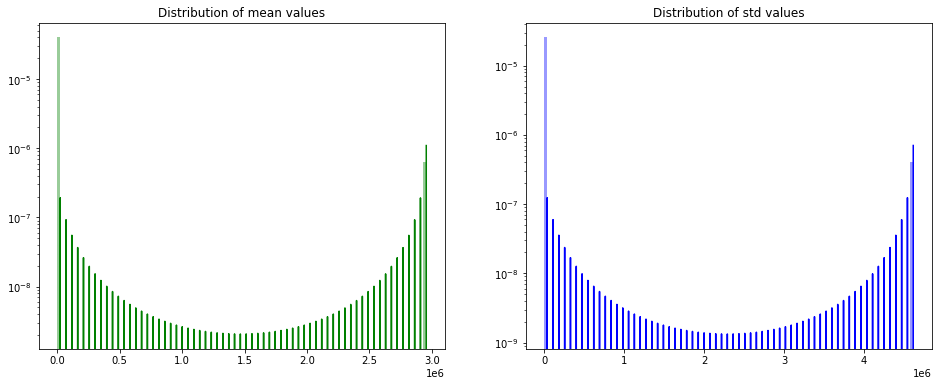 Distribution of mean values
10⁻⁵
10⁻⁶
10⁻⁷
10⁻⁸
0.0 0.5 1.0 1.5 2.0 2.5 3.0
1e6
Distribution of std values
10⁻⁵
10⁻⁶
10⁻⁷
10⁻⁸
10⁻⁹
0 1 2 3 4
1e6